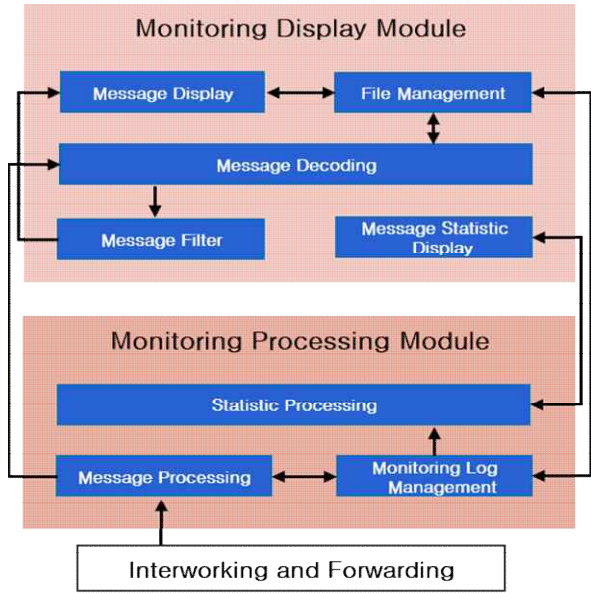 Monitoring Display Module
Message Display
File Management
Message Decoding
Message Filter
Message Statistic
Display
Monitoring Processing Module
Statistic Processing
Message Processing
Monitoring Log
Management
Interworking and Forwarding